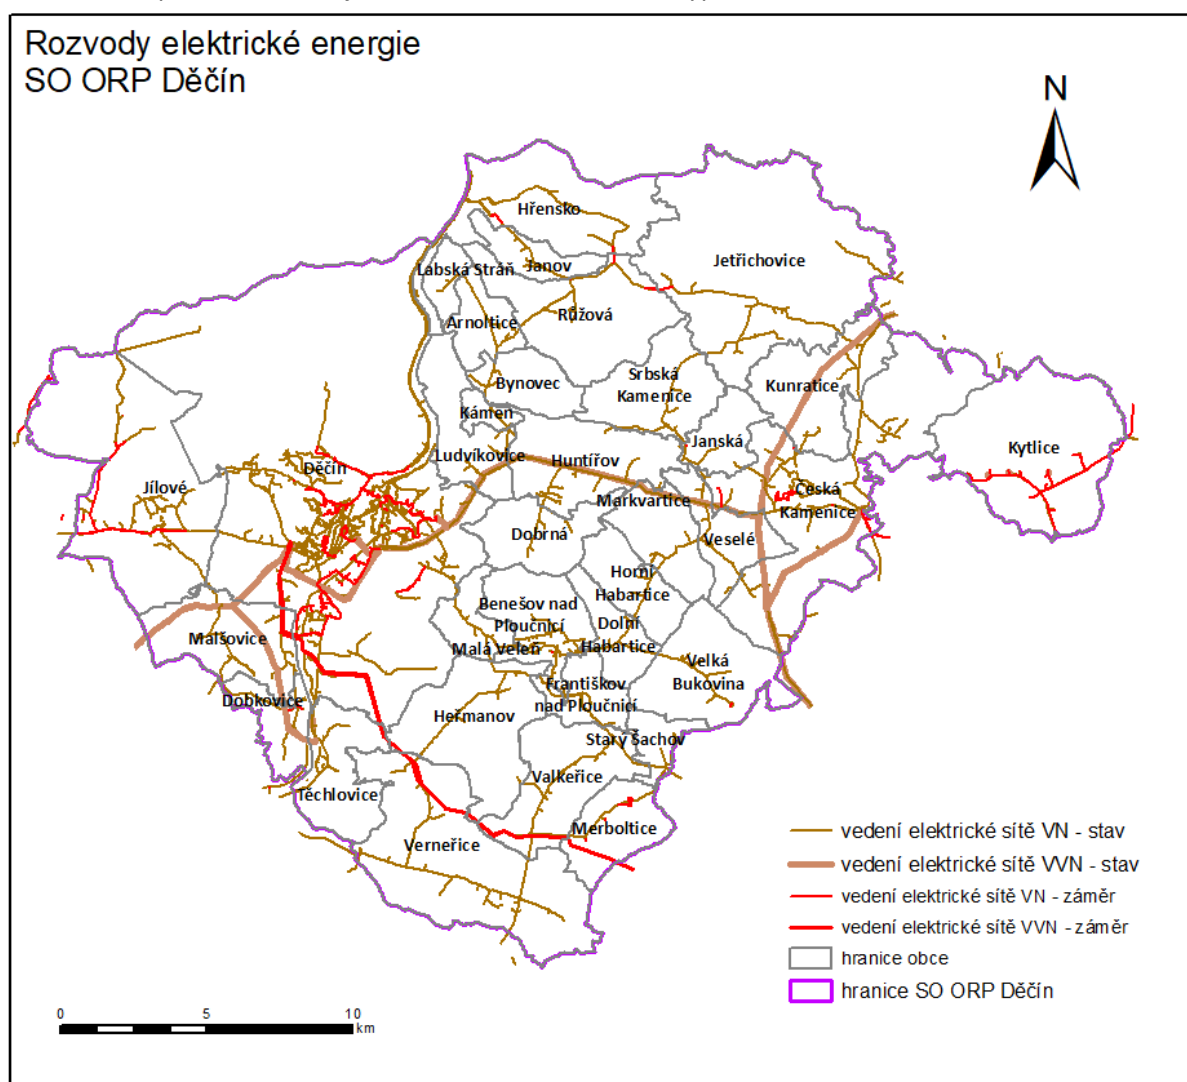 Rozvody elektrické energie
SO ORP Děčín
N
Hřensko
Jetřichovice
Labská Stráň
Janov
Růžová
Arnoltice
Srbská
Kamenice
Bynovec
Kunratice
Kámen
Janská
Ludvíkovice
Huntířov
Kytlice
Děčín
Jílové
Markvartice
Česká
Kamenice
Dobrná
Veselé
Horní
Habartice
Benešov nad
Ploučnicí
Dolní
Habartice
Malšovice
Malá Veleň
Velká
Bukovina
Františkov
nad Ploučnicí
Dobkovice
Heřmanov
Starý Šachov
Valkeřice
Těchlovice
Merboltice
Verneřice
vedení elektrické sítě VN - stav
vedení elektrické sítě VVN - stav
vedení elektrické sítě VN - záměr
vedení elektrické sítě VVN - záměr
hranice obce
hranice SO ORP Děčín
0 5 10
km